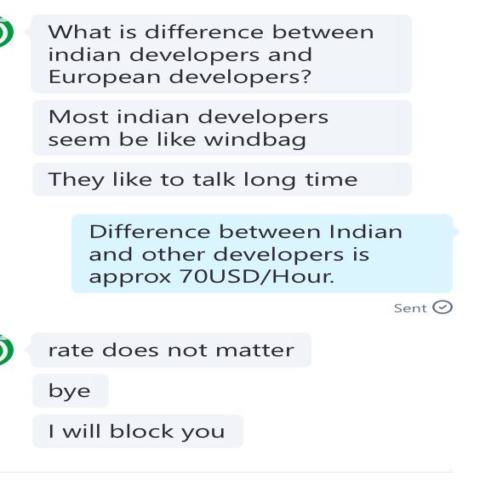 What is difference between
indian developers and
European developers?
Most indian developers
seem be like windbag
They like to talk long time
Difference between Indian
and other developers is
approx 70USD/Hour.
Sent
rate does not matter
bye
I will block you